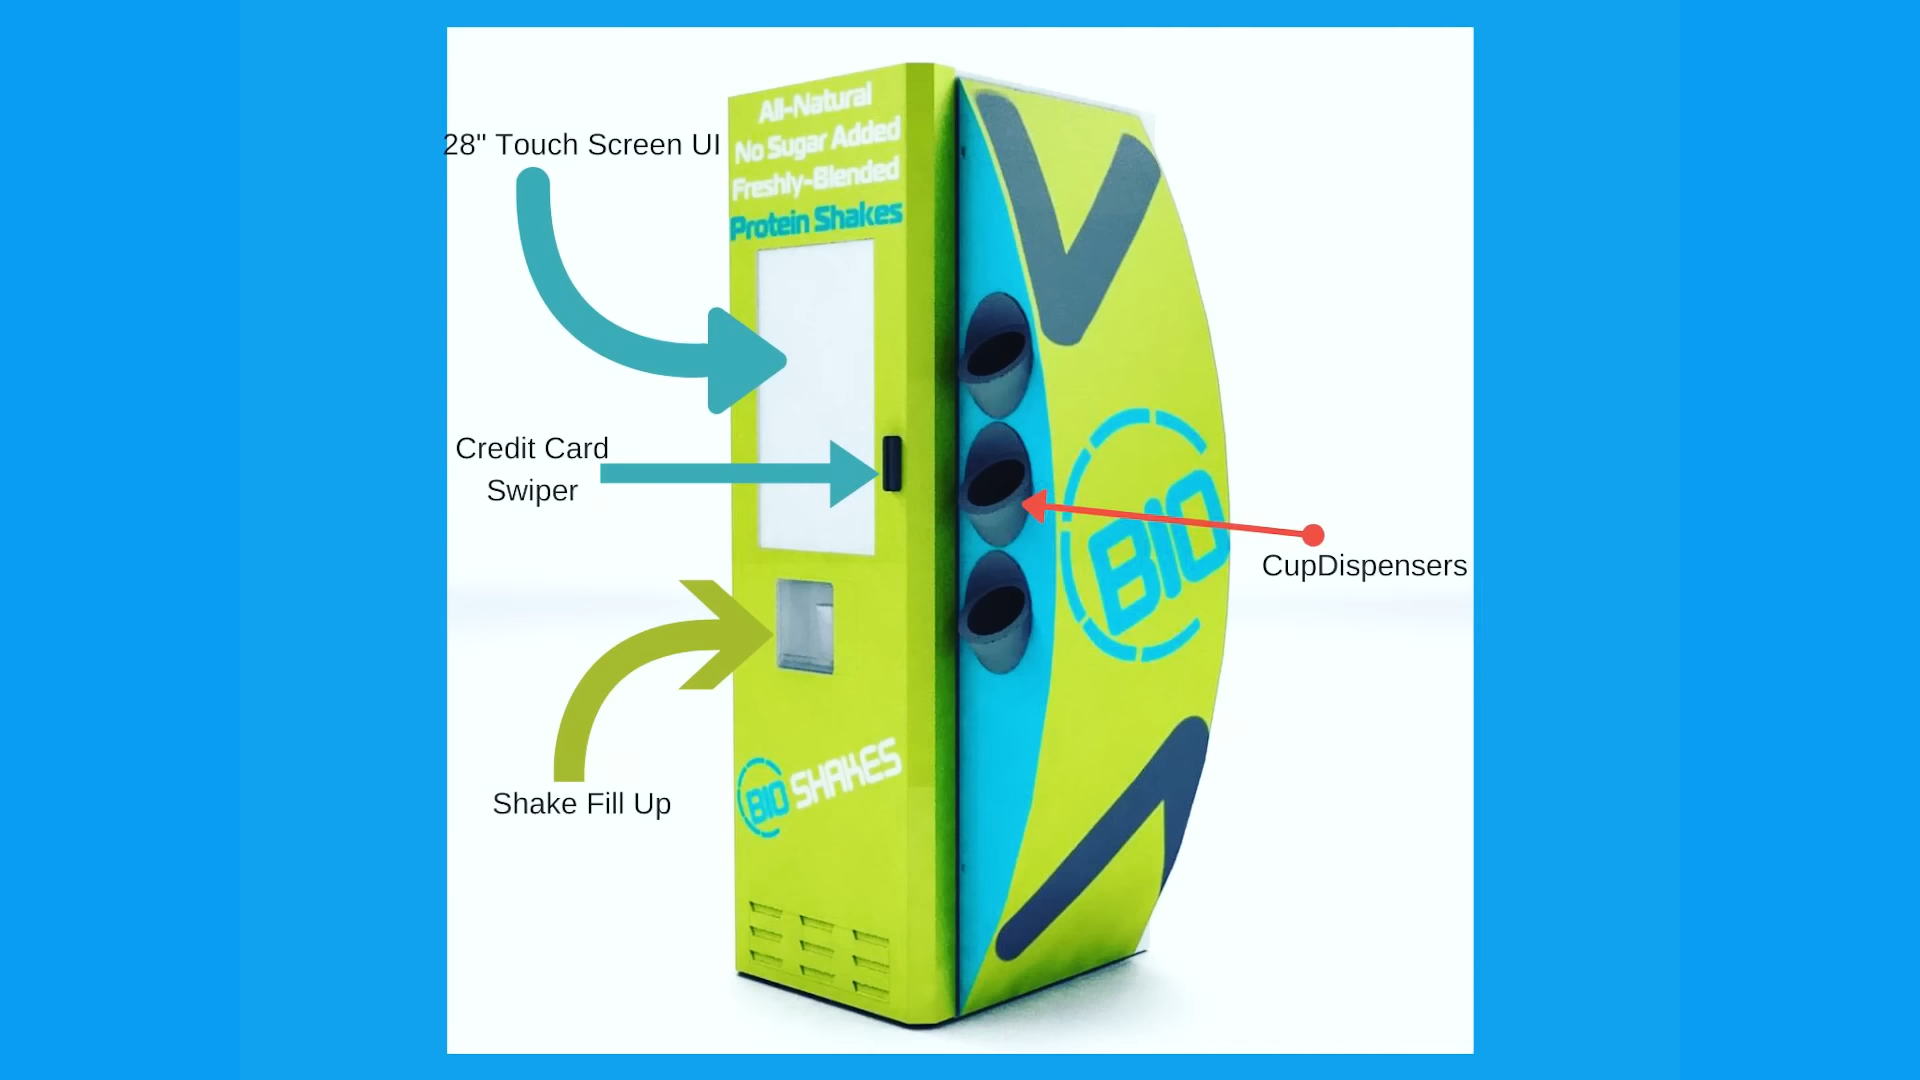 All-Natural
No Sugar Added
Freshly-Blended
Protein Shakes
28" Touch Screen UI
Credit Card
Swiper
BIO
CupDispensers
BIO SHAKES
Shake Fill Up